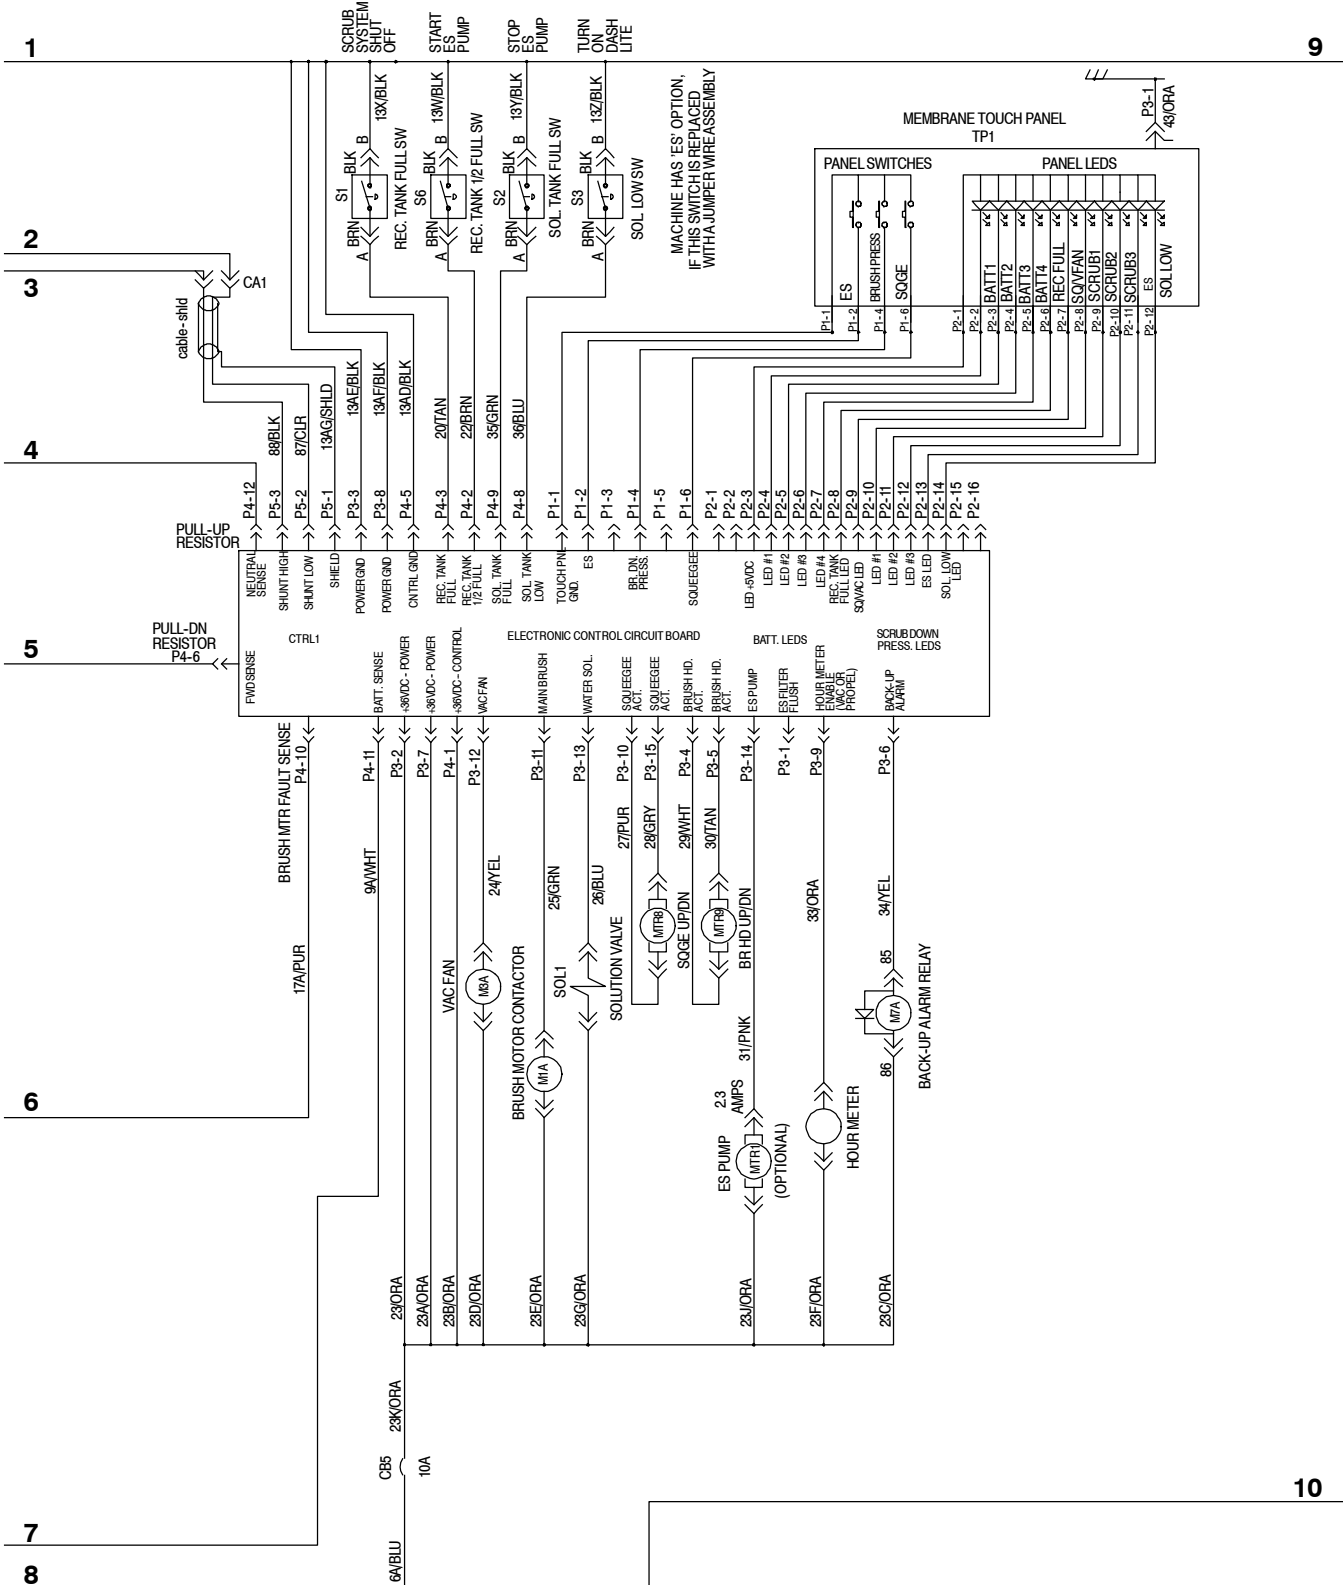 1
9
SCRUB
SYSTEM
SHUT
OFF
START
ES
PUMP
STOP
ES
PUMP
TURN
ON
DASH
LITE
13X/BLK
13W/BLK
13Y/BLK
13Z/BLK
B
B
B
B
BLK
BLK
BLK
BLK
S1
S6
S2
S3
BRN
BRN
BRN
BRN
A
A
A
A
REC. TANK FULL SW
REC. TANK 1/2 FULL SW
SOL. TANK FULL SW
SOL. LOW SW
MACHINE HAS 'ES' OPTION,
IF THIS SWITCH IS REPLACED
WITH A JUMPER WIRE ASSEMBLY
P3-1
43/ORA
MEMBRANE TOUCH PANEL
TP1
PANEL SWITCHES
PANEL LEDS
ES
BRUSH PRESS
SQGE
BATT1
BATT2
BATT3
BATT4
REC FULL
SQ/VFAN
SCRUB1
SCRUB2
SCRUB3
ES
SOL LOW
P1-1
P1-2
P1-4
P1-6
P2-1
P2-2
P2-3
P2-4
P2-5
P2-6
P2-7
P2-8
P2-9
P2-10
P2-11
P2-12
2
3
CA1
cable-shld
88/BLK
87/CLR
13AG/SHLD
13AE/BLK
13AF/BLK
13AD/BLK
20/TAN
22/BRN
35/GRN
36/BLU
4
P4-12
P5-3
P5-2
P5-1
P3-3
P3-8
P4-5
P4-3
P4-2
P4-9
P4-8
P1-1
P1-2
P1-3
P1-4
P1-5
P1-6
P2-1
P2-2
P2-3
P2-4
P2-5
P2-6
P2-7
P2-8
P2-9
P2-10
P2-11
P2-12
P2-13
P2-14
P2-15
P2-16
PULL-UP
RESISTOR
NEUTRAL
SENSE
SHUNT HIGH
SHUNT LOW
SHIELD
POWER GND
POWER GND
CNTRL GND
REC. TANK
FULL
REC. TANK
1/2 FULL
SOL. TANK
FULL
SOL. TANK
LOW
TOUCH PNL
GND.
ES
BR. DN.
PRESS.
SQUEEGEE
LED +5VDC
LED #1
LED #2
LED #3
LED #4
REC. TANK
FULL LED
SQ/VAC LED
LED #1
LED #2
LED #3
ES LED
SOL. LOW
LED
PULL-DN
RESISTOR
P4-6
5
CTRL1
ELECTRONIC CONTROL CIRCUIT BOARD
BATT. LEDS
SCRUB DOWN
PRESS. LEDS
FWD SENSE
BATT. SENSE
+36VDC - POWER
+36VDC - POWER
+36VDC - CONTROL
VAC FAN
MAIN BRUSH
WATER SOL.
SQUEEGEE
ACT.
SQUEEGEE
ACT.
BRUSH HD.
ACT.
BRUSH HD.
ACT.
ES PUMP
ES FILTER
FLUSH
HOUR METER
ENABLE
(VAC OR
PROPEL)
BACK-UP
ALARM
BRUSH MTR FAULT SENSE
P4-10
P4-11
P3-2
P3-7
P4-1
P3-12
P3-11
P3-13
P3-10
P3-15
P3-4
P3-5
P3-14
P3-1
P3-9
P3-6
17A/PUR
9A/WHT
24/YEL
25/GRN
26/BLU
27/PUR
28/GRY
29/WHT
30/TAN
31/PNK
33/ORA
34/YEL
VAC FAN
M3A
BRUSH MOTOR CONTACTOR
M1A
SOL1
SOLUTION VALVE
MTR8
SQGE UP/DN
MTR9
BR HD UP/DN
2.3
AMPS
ES PUMP
MTR1
(OPTIONAL)
HOUR METER
85
M7A
86
BACK-UP ALARM RELAY
6
23/ORA
23A/ORA
23B/ORA
23D/ORA
23E/ORA
23G/ORA
23J/ORA
23F/ORA
23C/ORA
23K/ORA
CB5
10A
10
7
6A/BLU
8